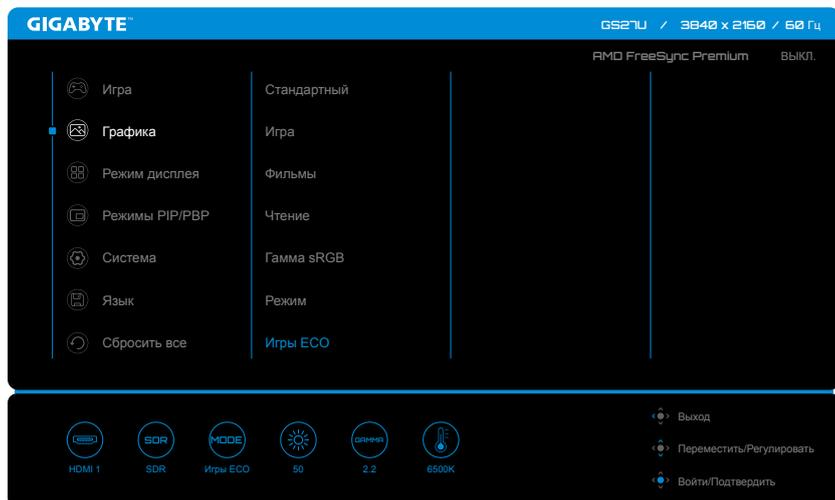 GIGABYTE™
GS27U / 3840 x 2160 / 60 Гц
AMD FreeSync Premium ВЫКЛ.
Игра Стандартный
Графика Игра
Режим дисплея Фильмы
Режимы PIP/PBP Чтение
Система Гамма sRGB
Язык Режим
Сбросить все Игры ECO
Выход
SDR MODE GAMMA
Переместить/Регулировать
HDMI 1 SDR Игры ECO 50 2.2 6500K
Войти/Подтвердить